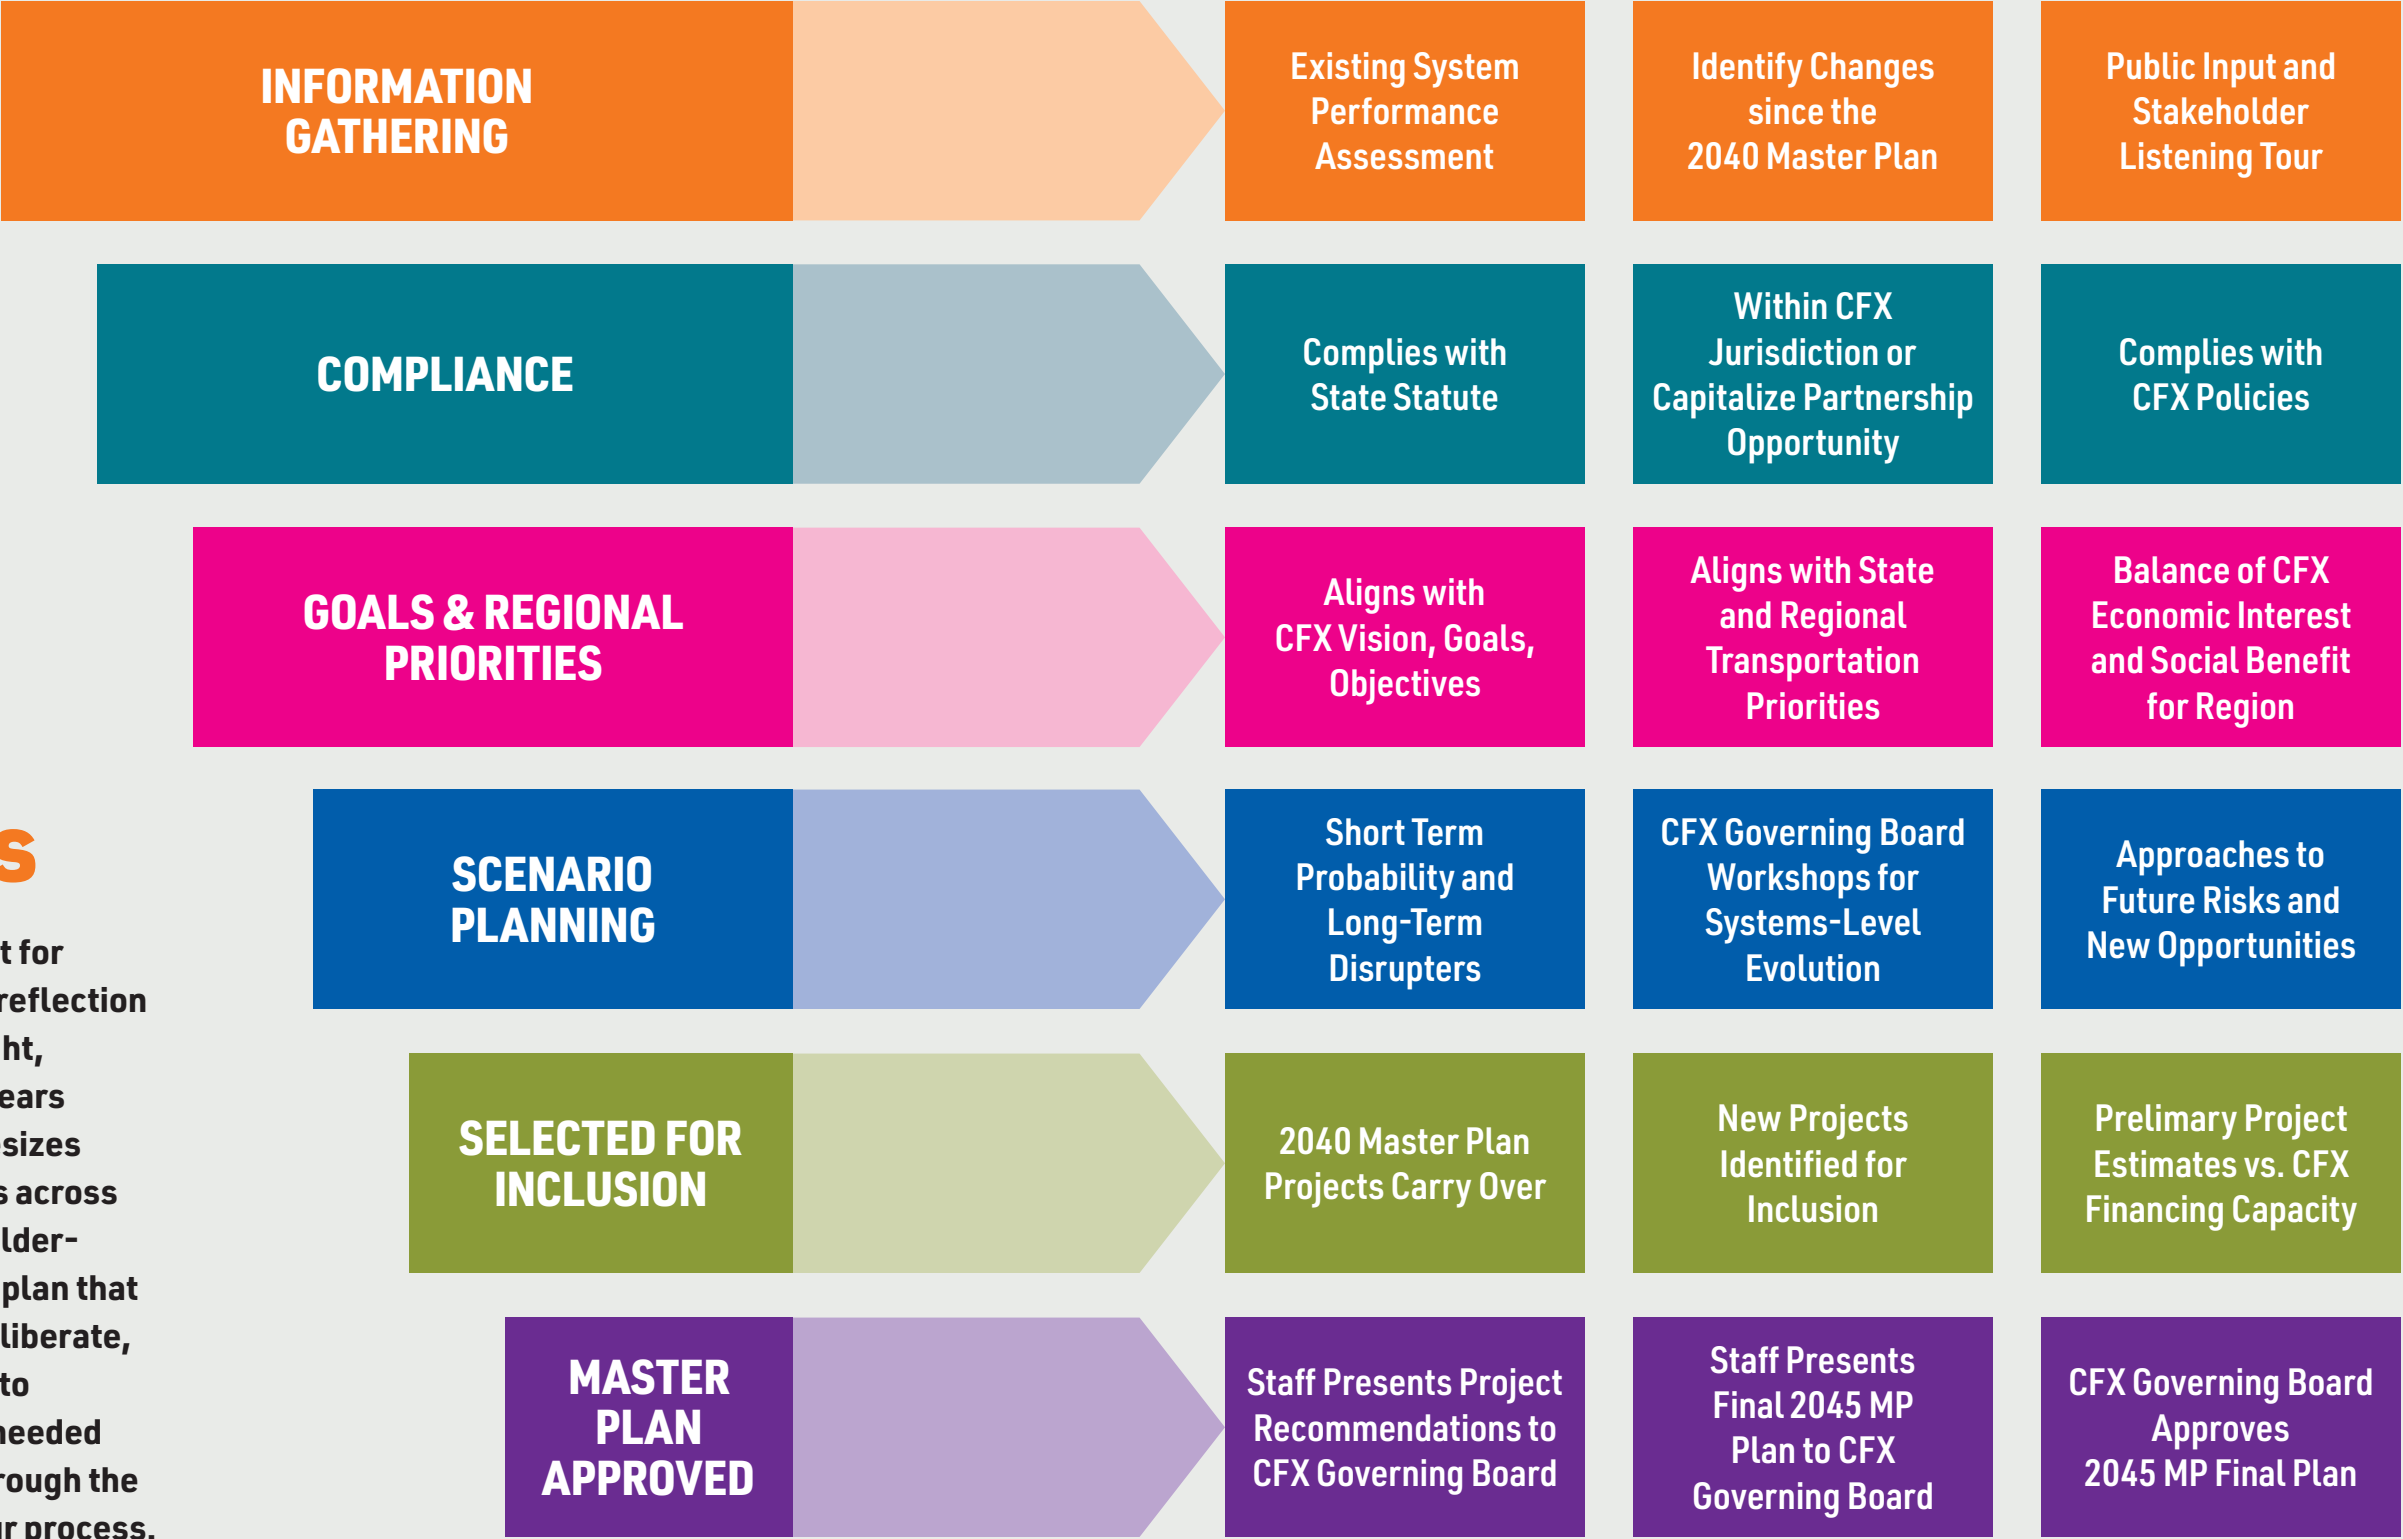 INFORMATION
GATHERING
Existing System
Performance
Assessment
Identify Changes
since the
2040 Master Plan
Public Input and
Stakeholder
Listening Tour
COMPLIANCE
Complies with
State Statute
Within CFX
Jurisdiction or
Capitalize Partnership
Opportunity
Complies with
CFX Policies
GOALS & REGIONAL
PRIORITIES
Aligns with
CFX Vision, Goals,
Objectives
Aligns with State
and Regional
Transportation
Priorities
Balance of CFX
Economic Interest
and Social Benefit
for Region
SCENARIO
PLANNING
Short Term
Probability and
Long-Term
Disrupters
CFX Governing Board
Workshops for
Systems-Level
Evolution
Approaches to
Future Risks and
New Opportunities
SELECTED FOR
INCLUSION
2040 Master Plan
Projects Carry Over
New Projects
Identified for
Inclusion
Prelimary Project
Estimates vs. CFX
Financing Capacity
MASTER
PLAN
APPROVED
Staff Presents Project
Recommendations to
CFX Governing Board
Staff Presents
Final 2045 MP
Plan to CFX
Governing Board
CFX Governing Board
Approves
2045 MP Final Plan
s
t for
reflection
ht,
ears
sizes
s across
lder-
plan that
liberate,
to
needed
rough the
ur process.